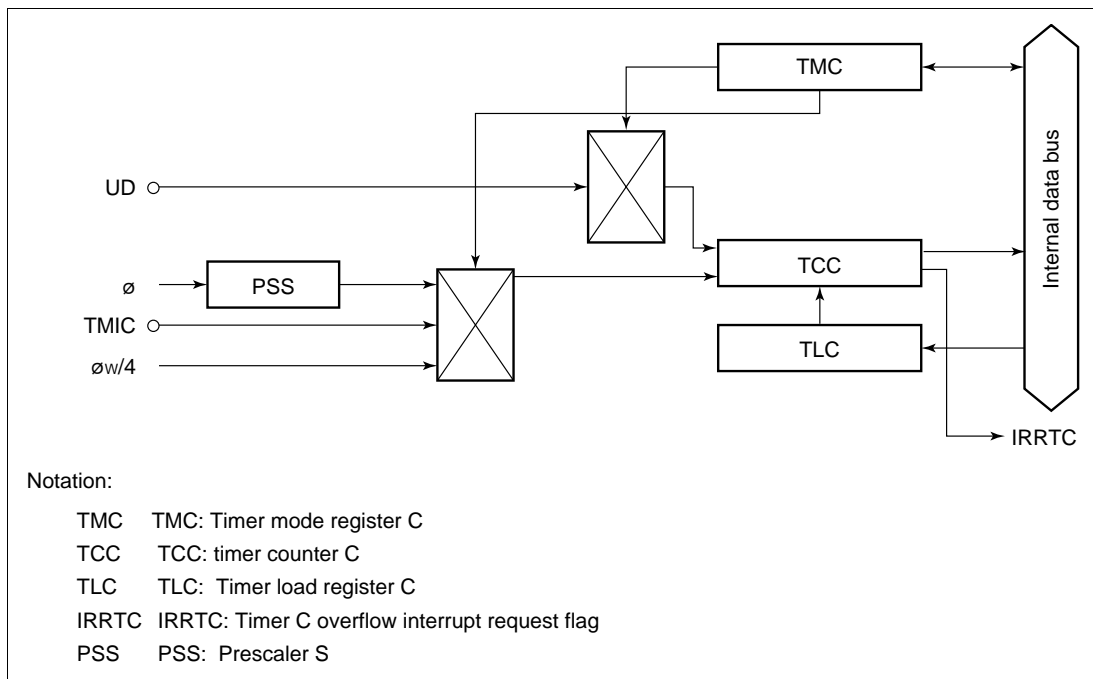 TMC
UD
Internal data bus
TCC
ø
PSS
TMIC
TLC
øw/4
IRRTC
Notation:
TMC TMC: Timer mode register C
TCC TCC: timer counter C
TLC TLC: Timer load register C
IRRTC IRRTC: Timer C overflow interrupt request flag
PSS PSS: Prescaler S